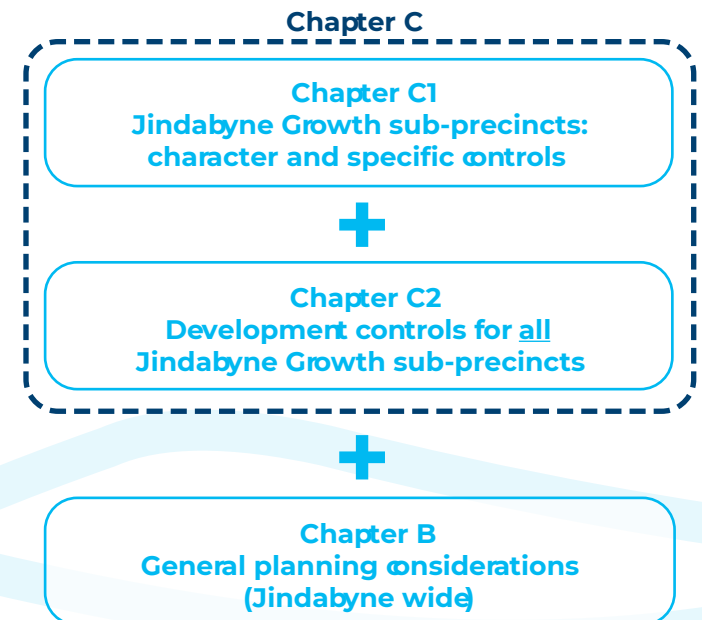 Chapter C
Chapter C1
Jindabyne Growth sub-precincts:
character and specific controls
+
Chapter C2
Development controls for all
Jindabyne Growth sub-precincts
+
Chapter B
General planning considerations
(Jindabyne wide)